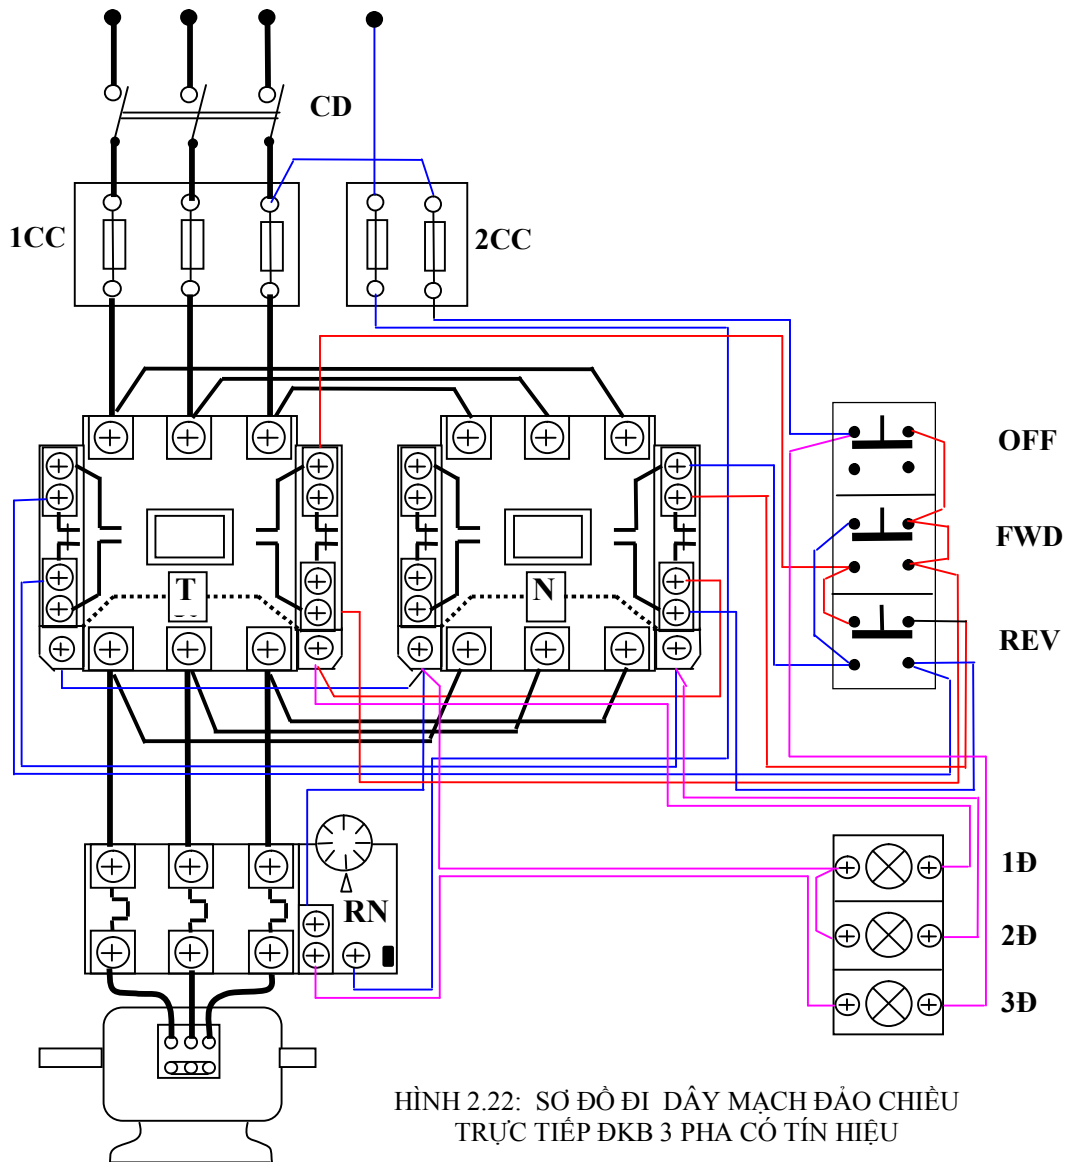 CD
1CC
2CC
OFF
FWD
REV
T
N
RN
1Đ
2Đ
3Đ
HÌNH 2.22: SƠ ĐỒ ĐI DÂY MẠCH ĐẢO CHIỀU
TRỰC TIẾP ĐKB 3 PHA CÓ TÍN HIỆU